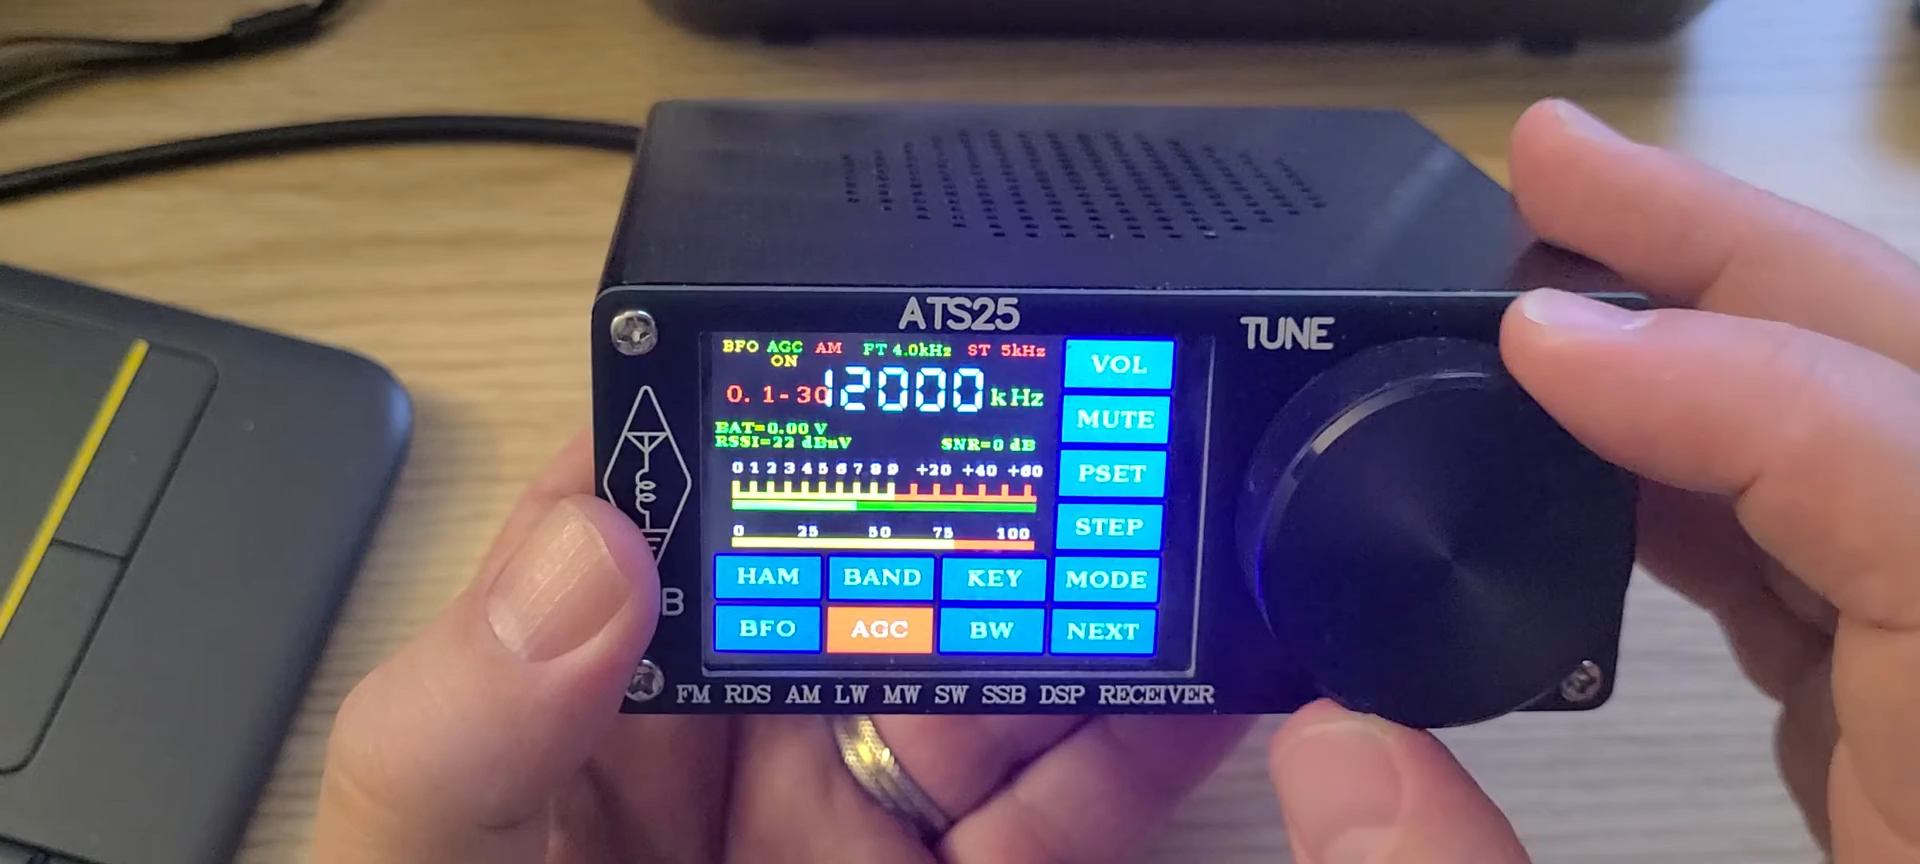 ATS25
TUNE
BFO AGC AM FT 4.0kHz ST 5kHz
ON
0.1-30 12000 kHz
BAT=0.00 V
RSSI=22 dBuV SNR=0 dB
0 1 2 3 4 5 6 7 8 9 +20 +40 +60
0 25 50 75 100
VOL
MUTE
PSET
STEP
HAM BAND KEY MODE
BFO AGC BW NEXT
B
FM RDS AM LW MW SW SSB DSP RECEIVER